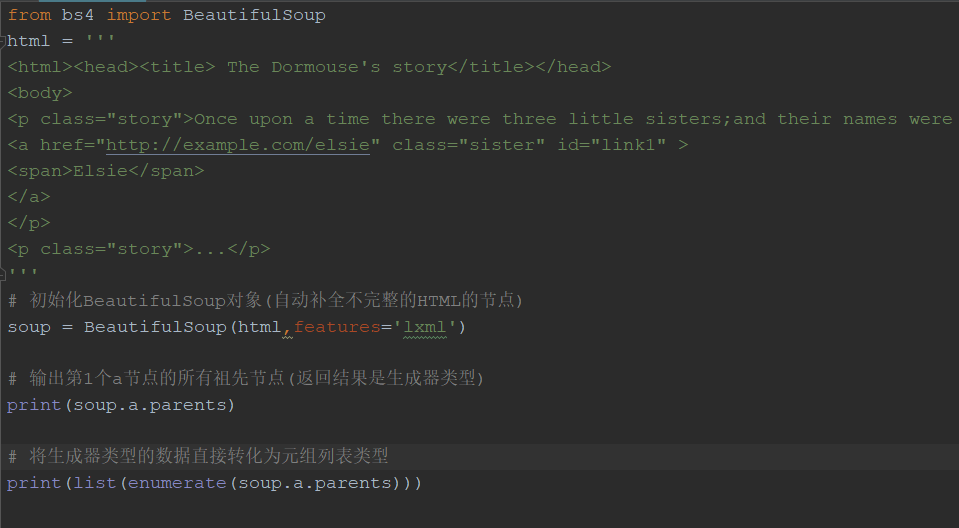 from bs4 import BeautifulSoup
html = '''
<html><head><title> The Dormouse's story</title></head>
<body>
<p class="story">Once upon a time there were three little sisters;and their names were
<a href="http://example.com/elsie" class="sister" id="link1" >
<span>Elsie</span>
</a>
</p>
<p class="story">...</p>
'''
# 初始化BeautifulSoup对象(自动补全不完整的HTML的节点)
soup = BeautifulSoup(html,features='lxml')
# 输出第1个a节点的所有祖先节点(返回结果是生成器类型)
print(soup.a.parents)
# 将生成器类型的数据直接转化为元组列表类型
print(list(enumerate(soup.a.parents)))